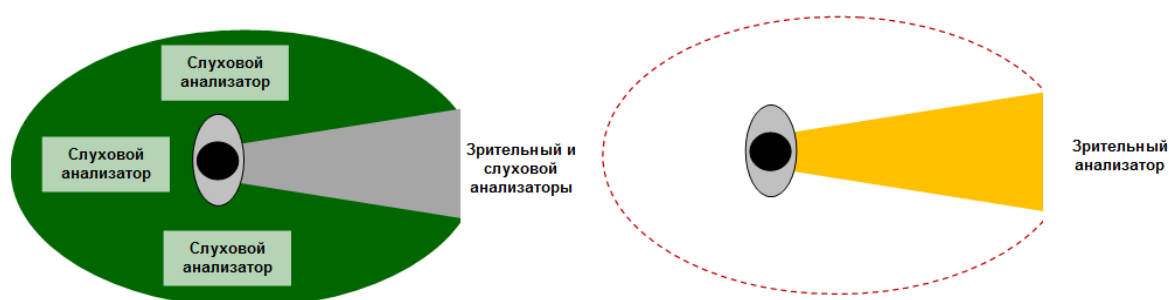 Слуховой
анализатор
Слуховой
анализатор
Зрительный и
слуховой
анализаторы
Слуховой
анализатор
Зрительный
анализатор